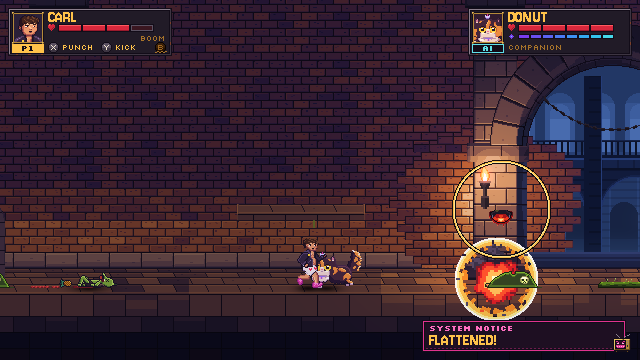 CARL
P1
X PUNCH Y KICK
BOOM
B
DONUT
AI
COMPANION
SYSTEM NOTICE
FLATTENED!